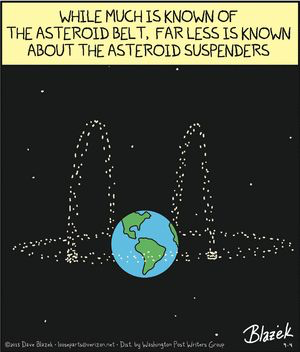 WHILE MUCH IS KNOWN OF
THE ASTEROID BELT, FAR LESS IS KNOWN
ABOUT THE ASTEROID SUSPENDERS
Blazek
©2013 Dave Blazek • looseparts@verizon.net • Dist. by Washington Post Writers Group